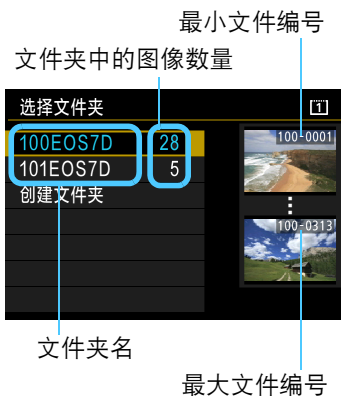 最小文件编号
文件夹中的图像数量
选择文件夹 1
100EOS7D 28 100-0001
101EOS7D 5
创建文件夹
100-0313
文件夹名
最大文件编号